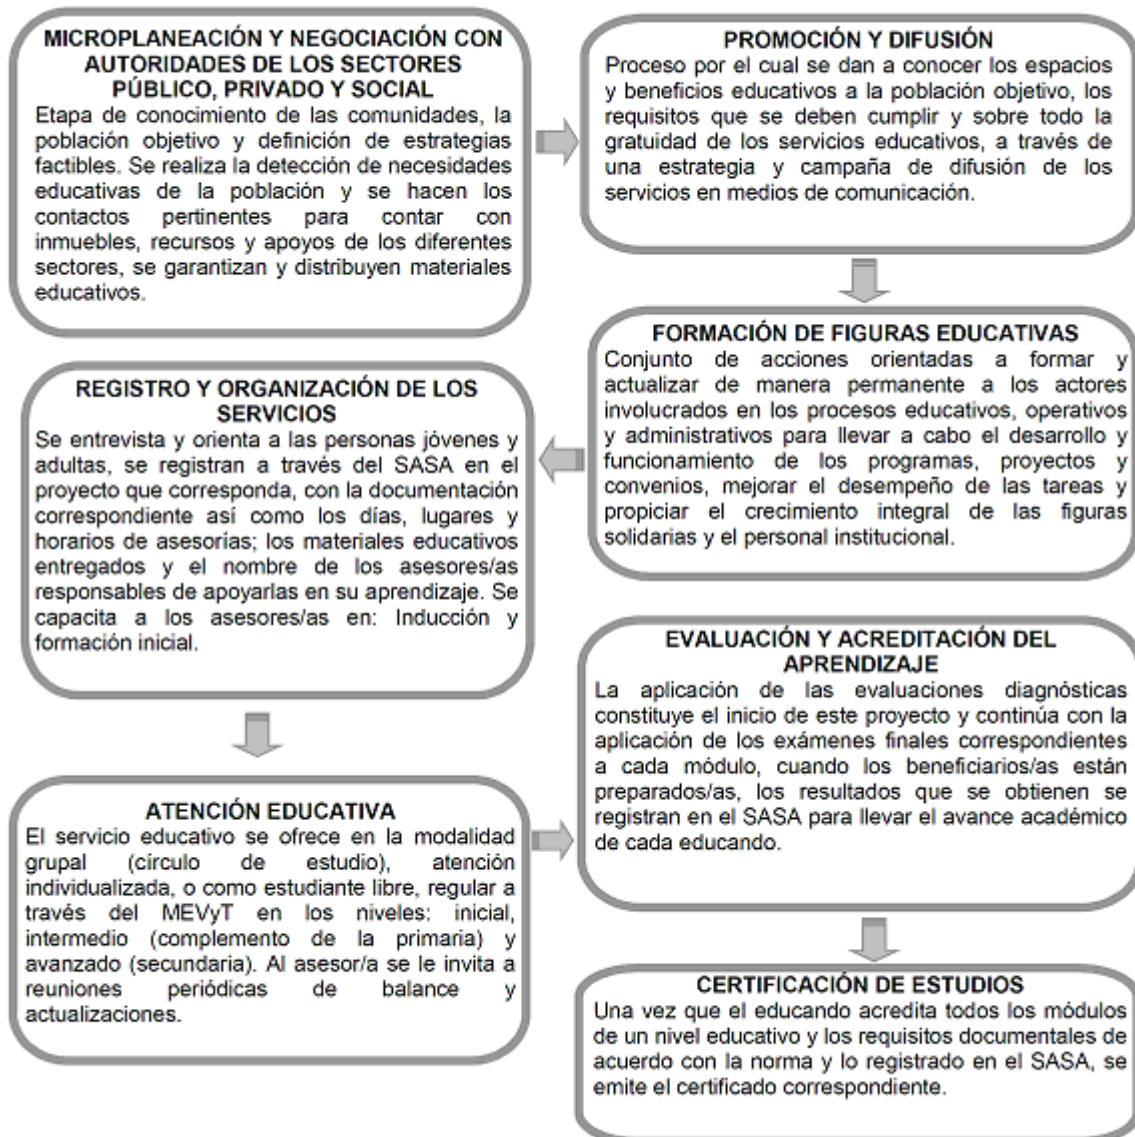 MICROPLANEACIÓN Y NEGOCIACIÓN CON
AUTORIDADES DE LOS SECTORES
PÚBLICO, PRIVADO Y SOCIAL
Etapa de conocimiento de las comunidades, la
población objetivo y definición de estrategias
factibles. Se realiza la detección de necesidades
educativas de la población y se hacen los
contactos pertinentes para contar con
inmuebles, recursos y apoyos de los diferentes
sectores, se garantizan y distribuyen materiales
educativos.
PROMOCIÓN Y DIFUSIÓN
Proceso por el cual se dan a conocer los espacios
y beneficios educativos a la población objetivo, los
requisitos que se deben cumplir y sobre todo la
gratuidad de los servicios educativos, a través de
una estrategia y campaña de difusión de los
servicios en medios de comunicación.
FORMACIÓN DE FIGURAS EDUCATIVAS
Conjunto de acciones orientadas a formar y
actualizar de manera permanente a los actores
involucrados en los procesos educativos, operativos
y administrativos para llevar a cabo el desarrollo y
funcionamiento de los programas, proyectos y
convenios, mejorar el desempeño de las tareas y
propiciar el crecimiento integral de las figuras
solidarias y el personal institucional.
REGISTRO Y ORGANIZACIÓN DE LOS
SERVICIOS
Se entrevista y orienta a las personas jóvenes y
adultas, se registran a través del SASA en el
proyecto que corresponda, con la documentación
correspondiente así como los días, lugares y
horarios de asesorías; los materiales educativos
entregados y el nombre de los asesores/as
responsables de apoyarlas en su aprendizaje. Se
capacita a los asesores/as en: Inducción y
formación inicial.
ATENCIÓN EDUCATIVA
El servicio educativo se ofrece en la modalidad
grupal (círculo de estudio), atención
individualizada, o como estudiante libre, regular a
través del MEVyT en los niveles: inicial,
intermedio (complemento de la primaria) y
avanzado (secundaria). Al asesor/a se le invita a
reuniones periódicas de balance y
actualizaciones.
EVALUACIÓN Y ACREDITACIÓN DEL
APRENDIZAJE
La aplicación de las evaluaciones diagnósticas
constituye el inicio de este proyecto y continúa con la
aplicación de los exámenes finales correspondientes
a cada módulo, cuando los beneficiarios/as están
preparados/as, los resultados que se obtienen se
registran en el SASA para llevar el avance académico
de cada educando.
CERTIFICACIÓN DE ESTUDIOS
Una vez que el educando acredita todos los módulos
de un nivel educativo y los requisitos documentales de
acuerdo con la norma y lo registrado en el SASA, se
emite el certificado correspondiente.